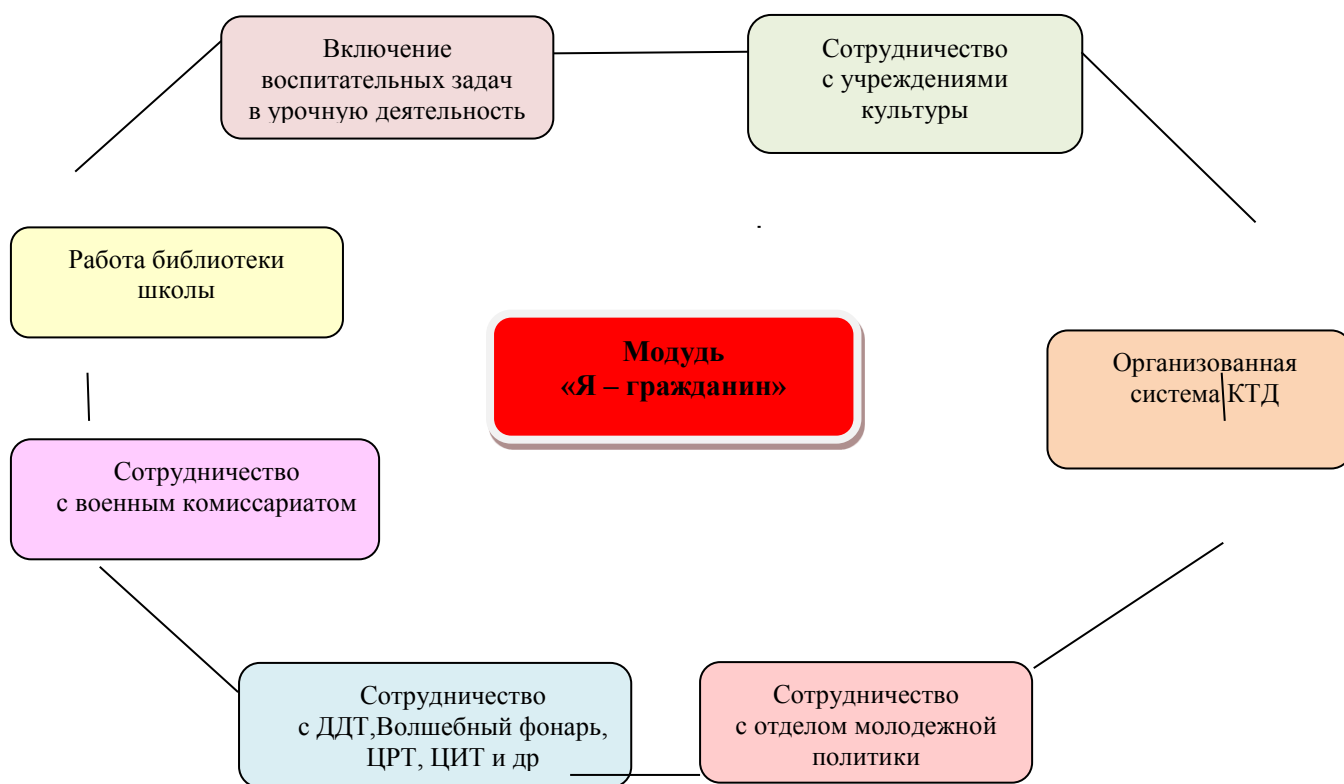 Включение
воспитательных задач
в урочную деятельность
Сотрудничество
с учреждениями
культуры
Работа библиотеки
школы
Модудь
«Я – гражданин»
Организованная
система КТД
Сотрудничество
с военным комиссариатом
Сотрудничество
с ДДТ,Волшебный фонарь,
ЦРТ, ЦИТ и др
Сотрудничество
с отделом молодежной
политики